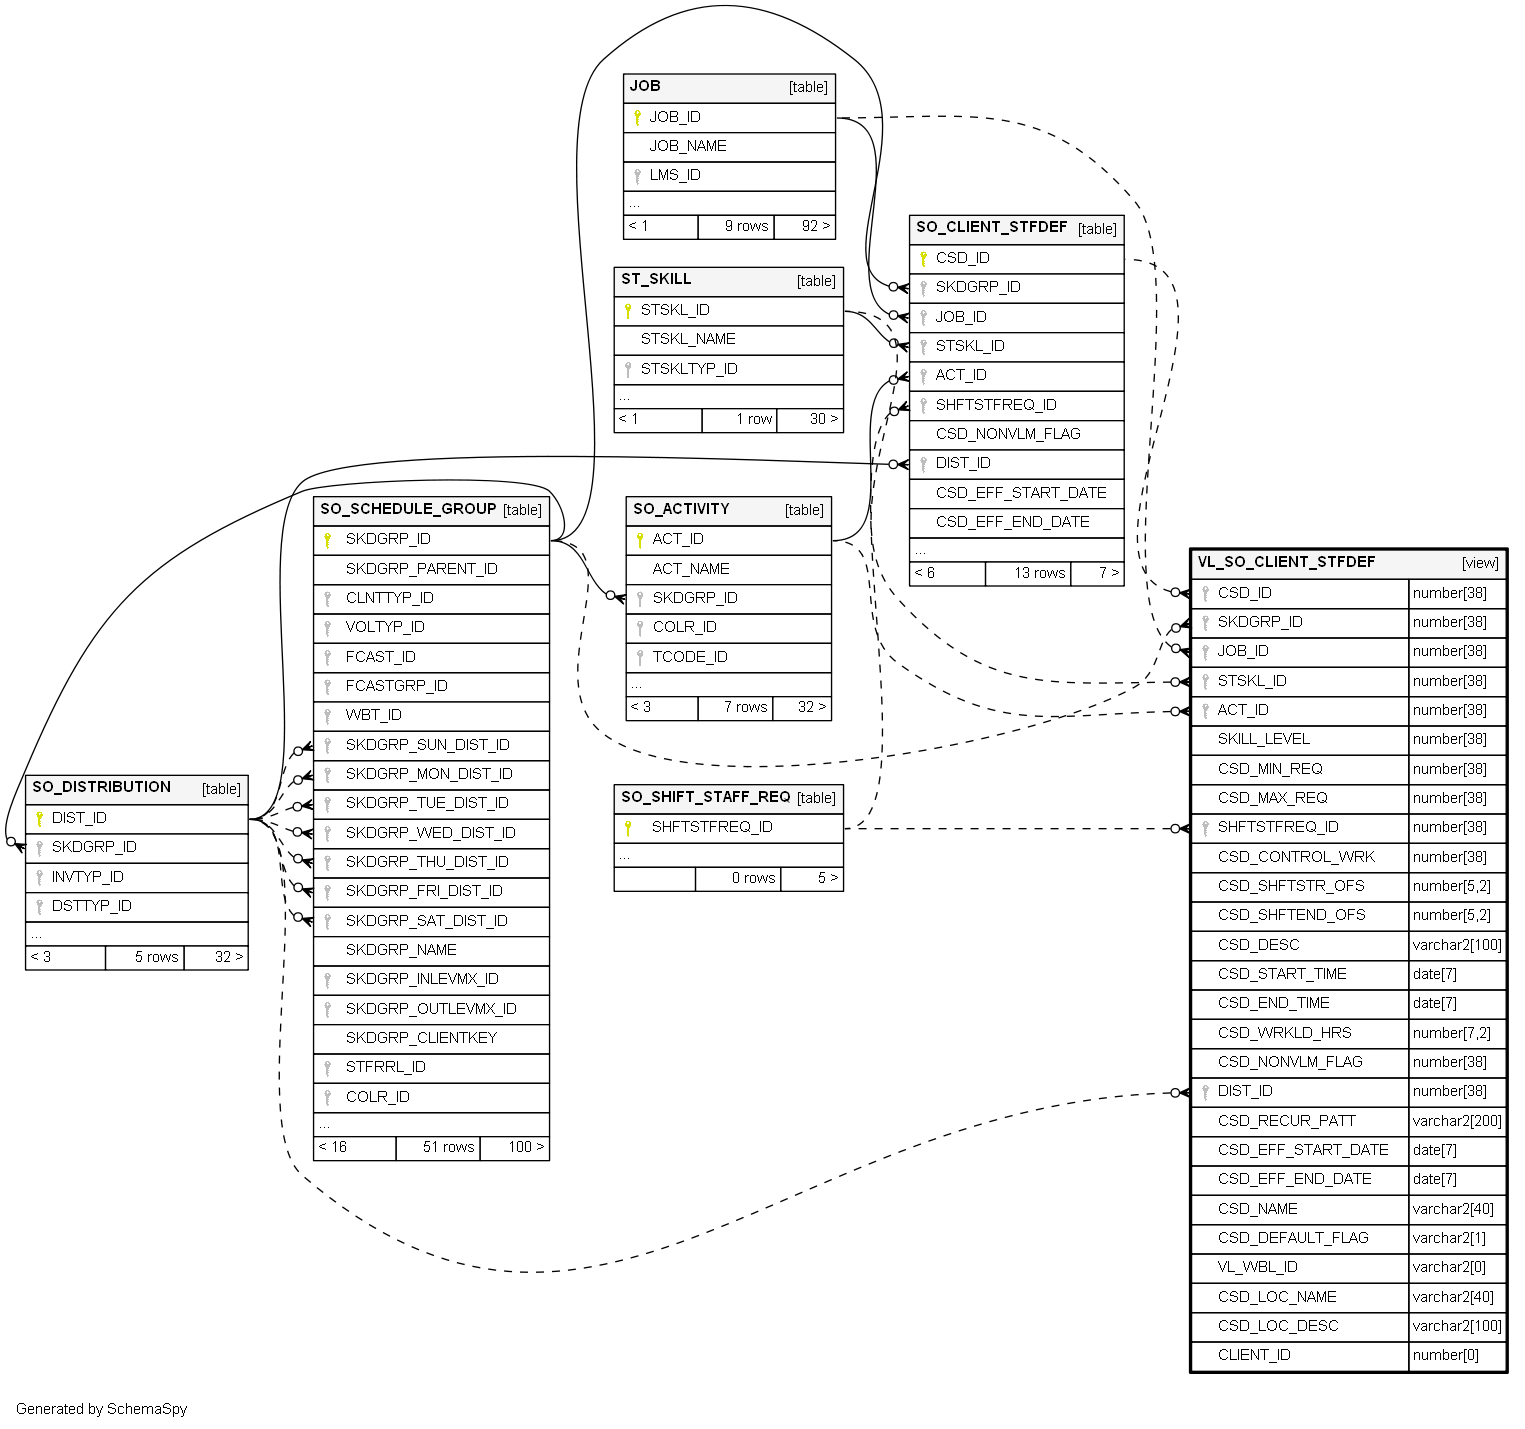 JOB [table]
JOB_ID
JOB_NAME
LMS_ID
...
< 1 9 rows 92 >
ST_SKILL [table]
STSKL_ID
STSKL_NAME
STSKLTYP_ID
...
< 1 1 row 30 >
SO_CLIENT_STFDEF [table]
CSD_ID
SKDGRP_ID
JOB_ID
STSKL_ID
ACT_ID
SHFTSTFREQ_ID
CSD_NONVLM_FLAG
DIST_ID
CSD_EFF_START_DATE
CSD_EFF_END_DATE
...
< 6 13 rows 7 >
SO_SCHEDULE_GROUP [table]
SKDGRP_ID
SKDGRP_PARENT_ID
CLNTTYP_ID
VOLTYP_ID
FCAST_ID
FCASTGRP_ID
WBT_ID
SKDGRP_SUN_DIST_ID
SKDGRP_MON_DIST_ID
SKDGRP_TUE_DIST_ID
SKDGRP_WED_DIST_ID
SKDGRP_THU_DIST_ID
SKDGRP_FRI_DIST_ID
SKDGRP_SAT_DIST_ID
SKDGRP_NAME
SKDGRP_INLEVMX_ID
SKDGRP_OUTLEVMX_ID
SKDGRP_CLIENTKEY
STFRRL_ID
COLR_ID
...
< 16 51 rows 100 >
SO_ACTIVITY [table]
ACT_ID
ACT_NAME
SKDGRP_ID
COLR_ID
TCODE_ID
...
< 3 7 rows 32 >
SO_DISTRIBUTION [table]
DIST_ID
SKDGRP_ID
INVTYP_ID
DSTTYP_ID
...
< 3 5 rows 32 >
SO_SHIFT_STAFF_REQ [table]
SHFTSTFREQ_ID
...
0 rows 5 >
VL_SO_CLIENT_STFDEF [view]
CSD_ID number[38]
SKDGRP_ID number[38]
JOB_ID number[38]
STSKL_ID number[38]
ACT_ID number[38]
SKILL_LEVEL number[38]
CSD_MIN_REQ number[38]
CSD_MAX_REQ number[38]
SHFTSTFREQ_ID number[38]
CSD_CONTROL_WRK number[38]
CSD_SHFTSTR_OFS number[5,2]
CSD_SHFTEND_OFS number[5,2]
CSD_DESC varchar2[100]
CSD_START_TIME date[7]
CSD_END_TIME date[7]
CSD_WRKLD_HRS number[7,2]
CSD_NONVLM_FLAG number[38]
DIST_ID number[38]
CSD_RECUR_PATT varchar2[200]
CSD_EFF_START_DATE date[7]
CSD_EFF_END_DATE date[7]
CSD_NAME varchar2[40]
CSD_DEFAULT_FLAG varchar2[1]
VL_WBL_ID varchar2[0]
CSD_LOC_NAME varchar2[40]
CSD_LOC_DESC varchar2[100]
CLIENT_ID number[0]
Generated by SchemaSpy